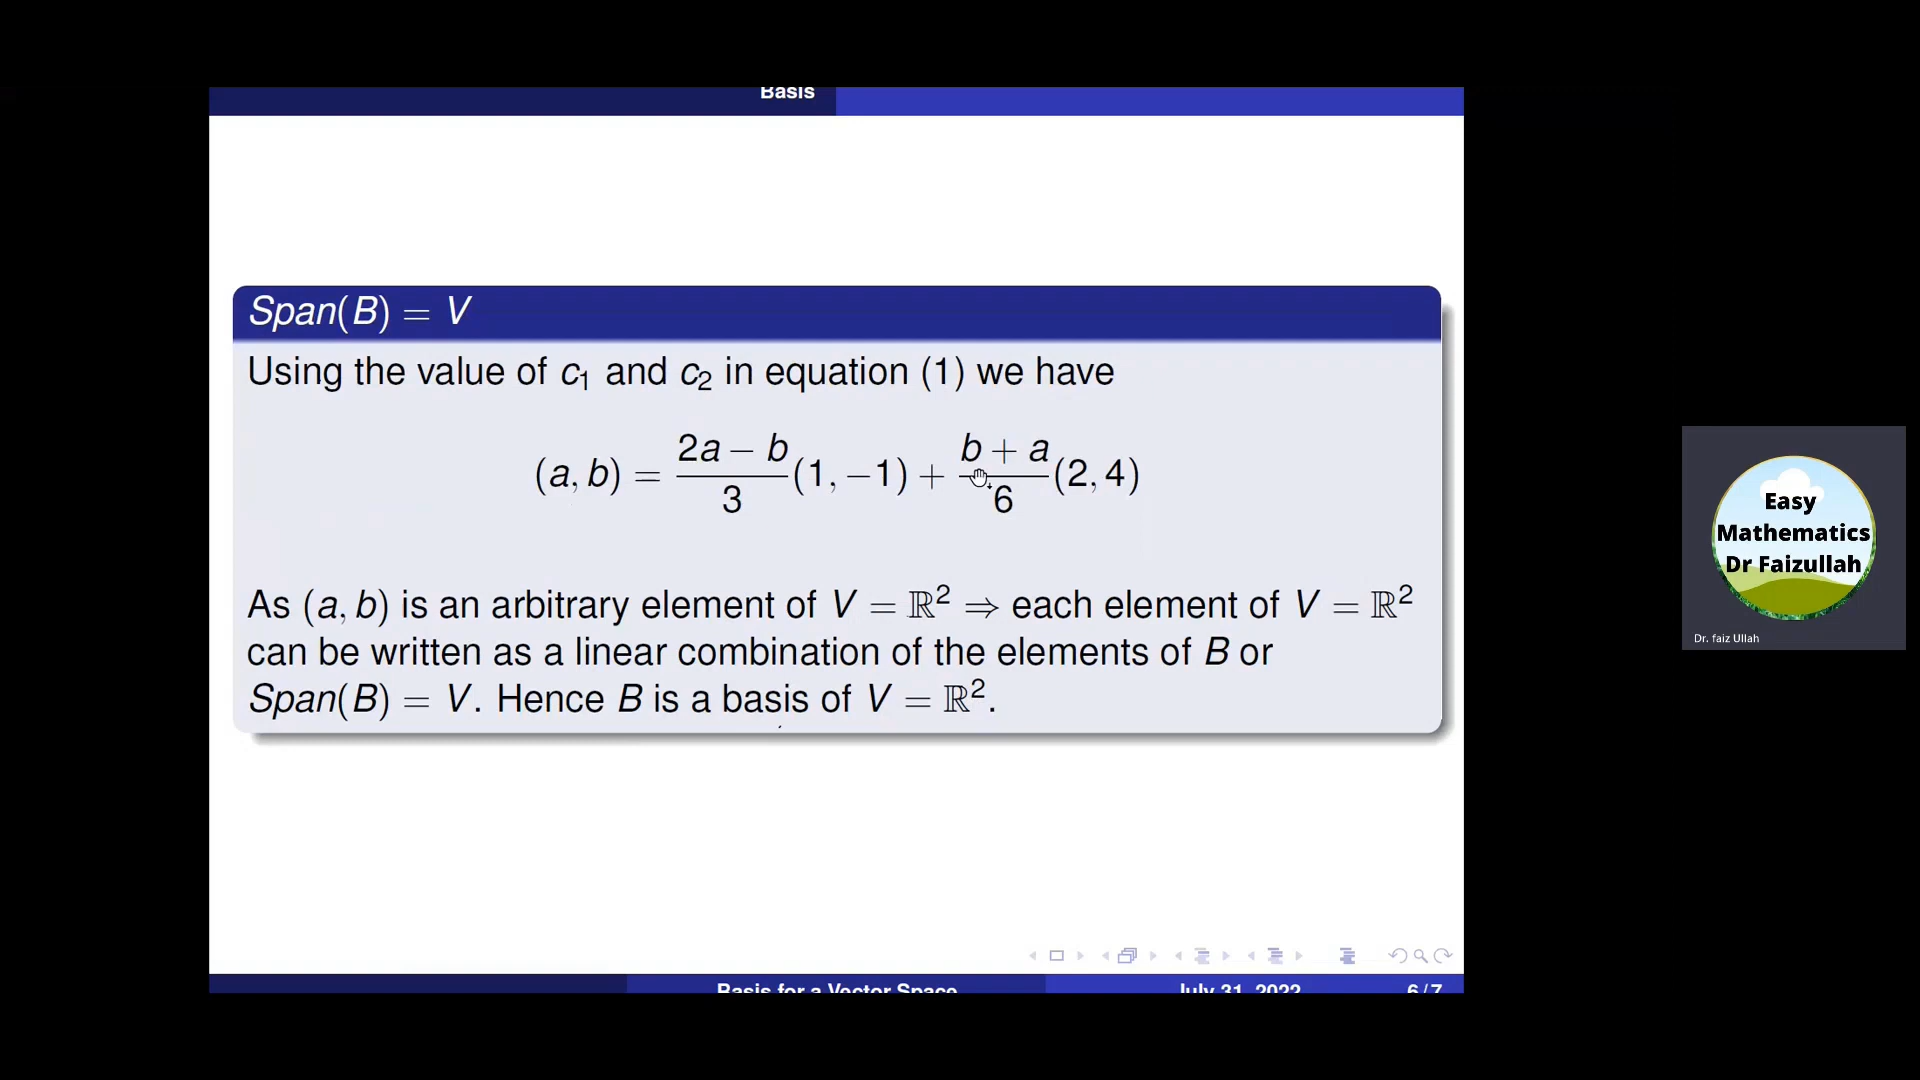 Basis
Span(B) = V
Using the value of c₁ and c₂ in equation (1) we have
(a, b) = \frac{2a − b}{3}(1, −1) + \frac{b + a}{6}(2, 4)
As (a, b) is an arbitrary element of V = ℝ² ⇒ each element of V = ℝ²
can be written as a linear combination of the elements of B or
Span(B) = V. Hence B is a basis of V = ℝ².
Easy
Mathematics
Dr Faizullah
Dr. faiz Ullah
Basis for a Vector Space
July 31, 2022
6 / 7